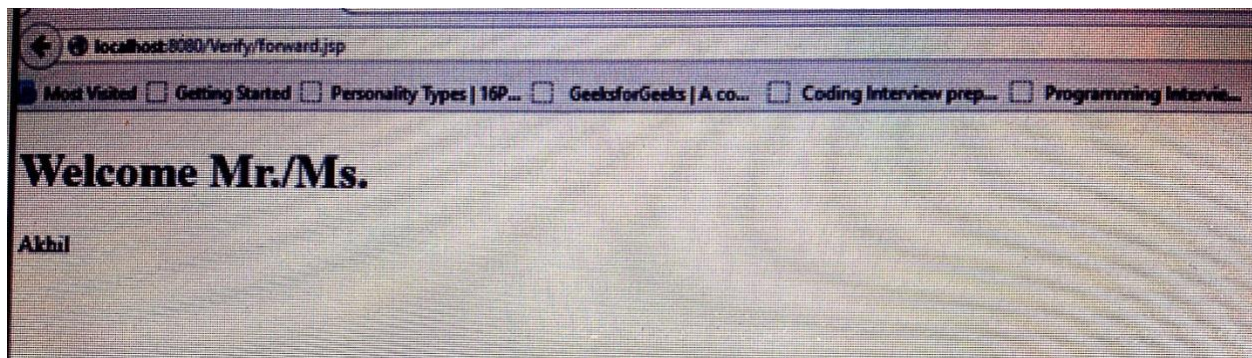 localhost:8080/Verify/forward.jsp
Most Visited Getting Started Personality Types | 16P... GeeksforGeeks | A co... Coding Interview prep... Programming Intervie...
Welcome Mr./Ms.
Akhil